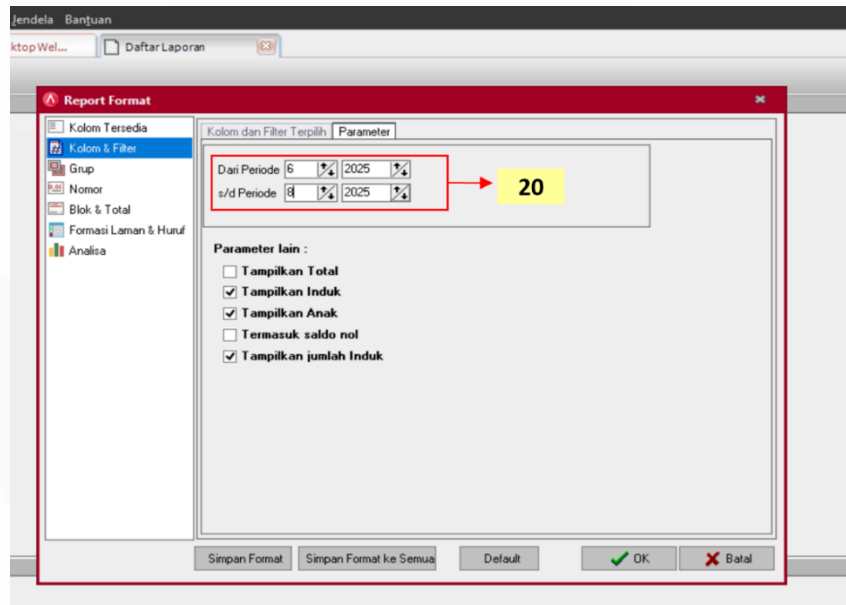 Jendela Bantuan
ktop Wel... Daftar Laporan
Report Format
Kolom Tersedia
Kolom & Filter
Grup
Nomor
Blok & Total
Formasi Laman & Huruf
Analisa
Kolom dan Filter Terpilih Parameter
Dari Periode 6 2025
s/d Periode 8 2025
20
Parameter lain :
Tampilkan Total
Tampilkan Induk
Tampilkan Anak
Termasuk saldo nol
Tampilkan jumlah Induk
Simpan Format Simpan Format ke Semua Default OK Batal